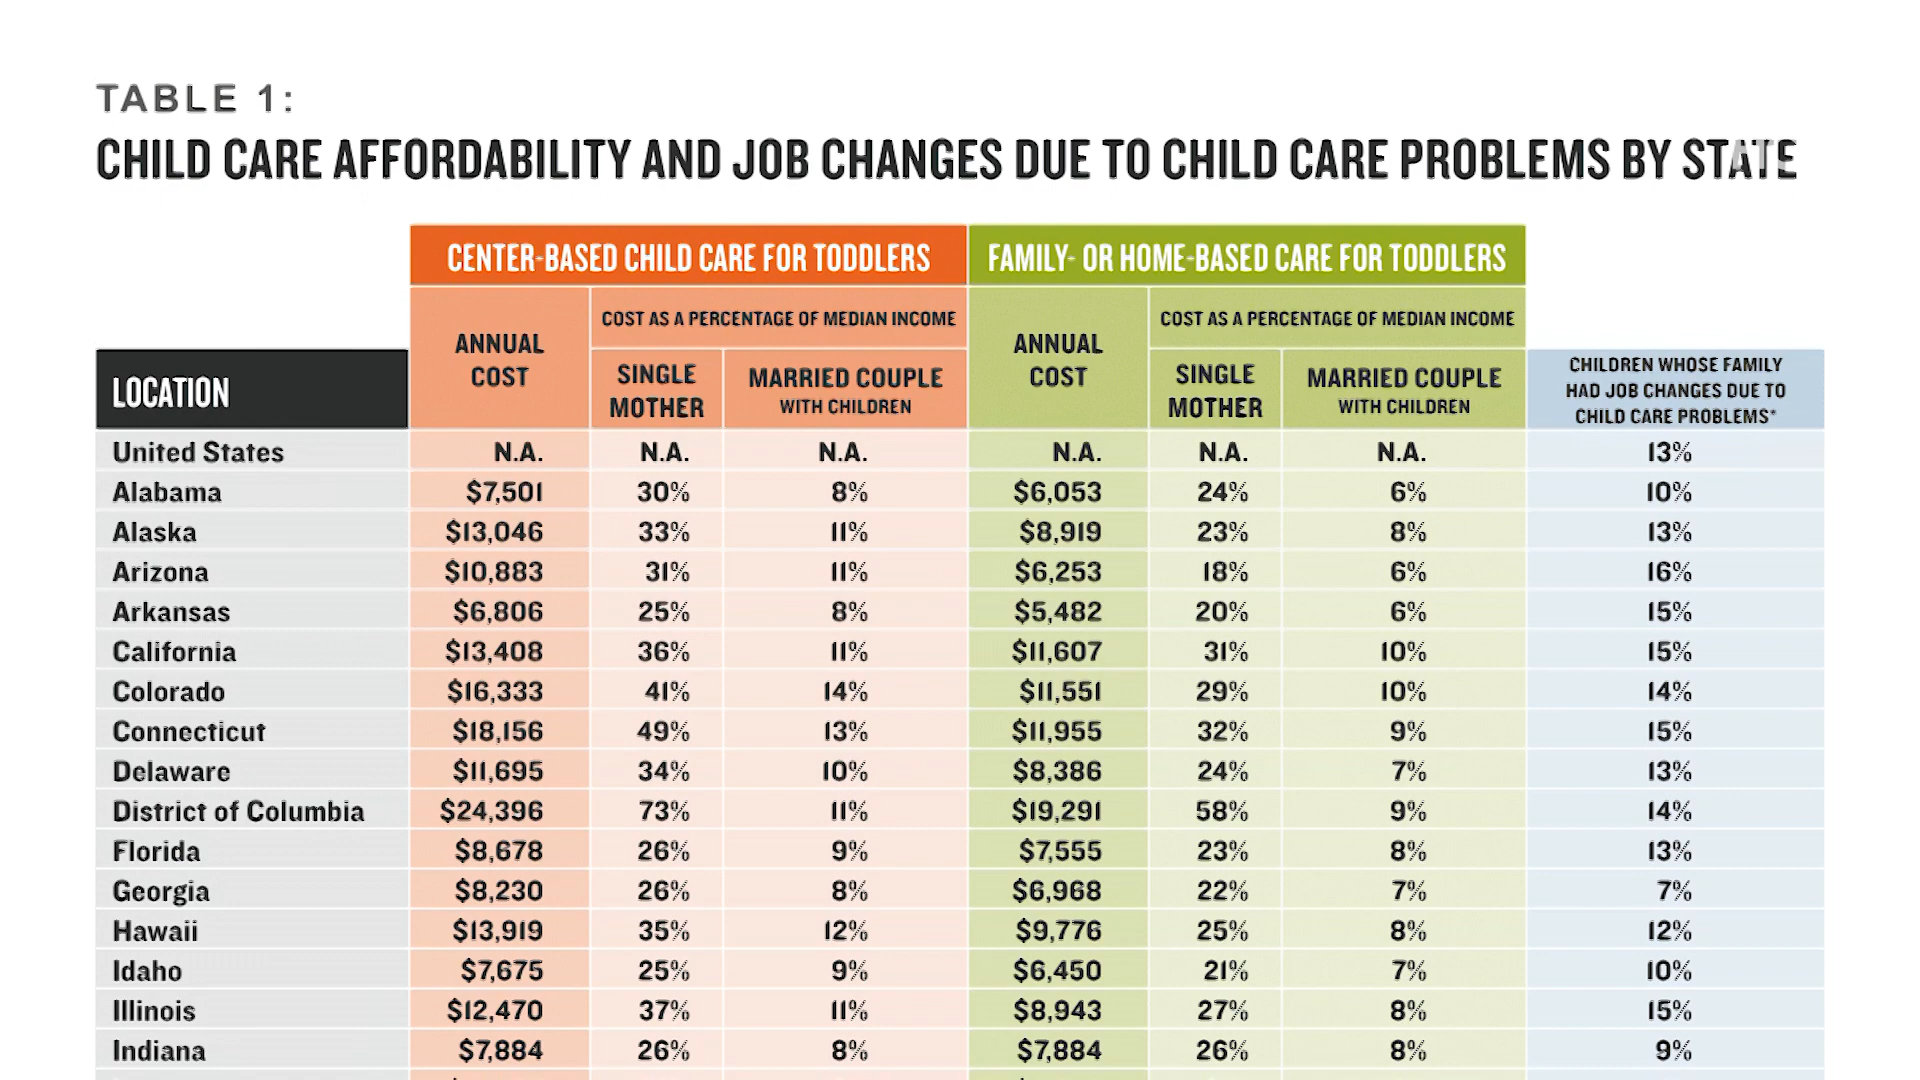 TABLE 1:
CHILD CARE AFFORDABILITY AND JOB CHANGES DUE TO CHILD CARE PROBLEMS BY STATE
CENTER-BASED CHILD CARE FOR TODDLERS FAMILY- OR HOME-BASED CARE FOR TODDLERS
ANNUAL COST COST AS A PERCENTAGE OF MEDIAN INCOME ANNUAL COST COST AS A PERCENTAGE OF MEDIAN INCOME
LOCATION SINGLE MOTHER MARRIED COUPLE WITH CHILDREN SINGLE MOTHER MARRIED COUPLE WITH CHILDREN CHILDREN WHOSE FAMILY HAD JOB CHANGES DUE TO CHILD CARE PROBLEMS*
United States N.A. N.A. N.A. N.A. N.A. N.A. 13%
Alabama $7,501 30% 8% $6,053 24% 6% 10%
Alaska $13,046 33% 11% $8,919 23% 8% 13%
Arizona $10,883 31% 11% $6,253 18% 6% 16%
Arkansas $6,806 25% 8% $5,482 20% 6% 15%
California $13,408 36% 11% $11,607 31% 10% 15%
Colorado $16,333 41% 14% $11,551 29% 10% 14%
Connecticut $18,156 49% 13% $11,955 32% 9% 15%
Delaware $11,695 34% 10% $8,386 24% 7% 13%
District of Columbia $24,396 73% 11% $19,291 58% 9% 14%
Florida $8,678 26% 9% $7,555 23% 8% 13%
Georgia $8,230 26% 8% $6,968 22% 7% 7%
Hawaii $13,919 35% 12% $9,776 25% 8% 12%
Idaho $7,675 25% 9% $6,450 21% 7% 10%
Illinois $12,470 37% 11% $8,943 27% 8% 15%
Indiana $7,884 26% 8% $7,884 26% 8% 9%